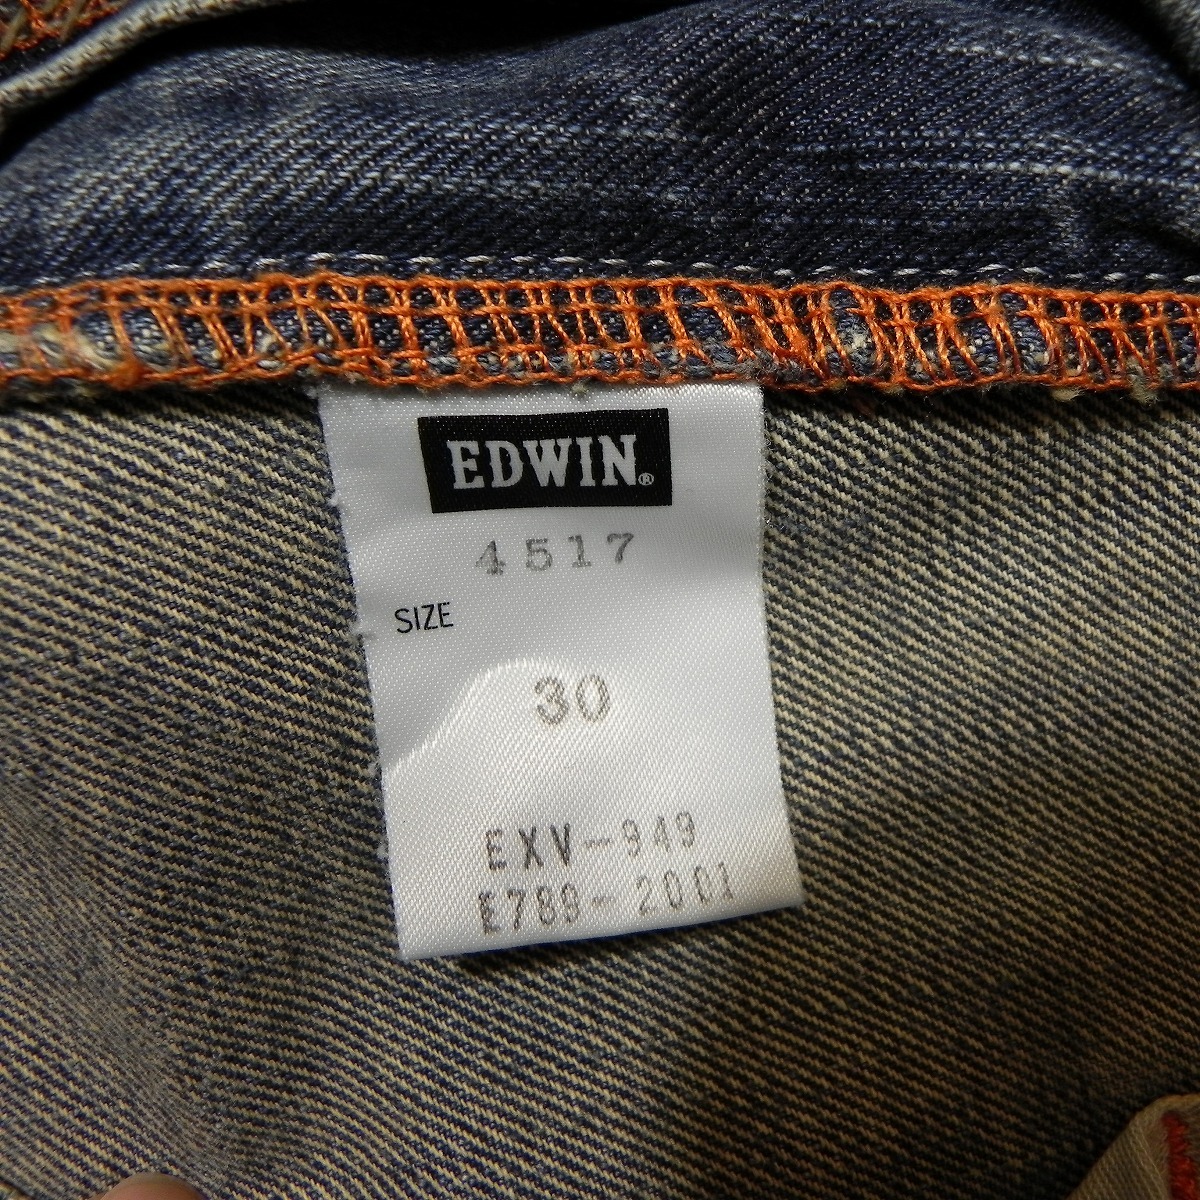 EDWIN®
4517
SIZE
30
EXV-949
E789-2001